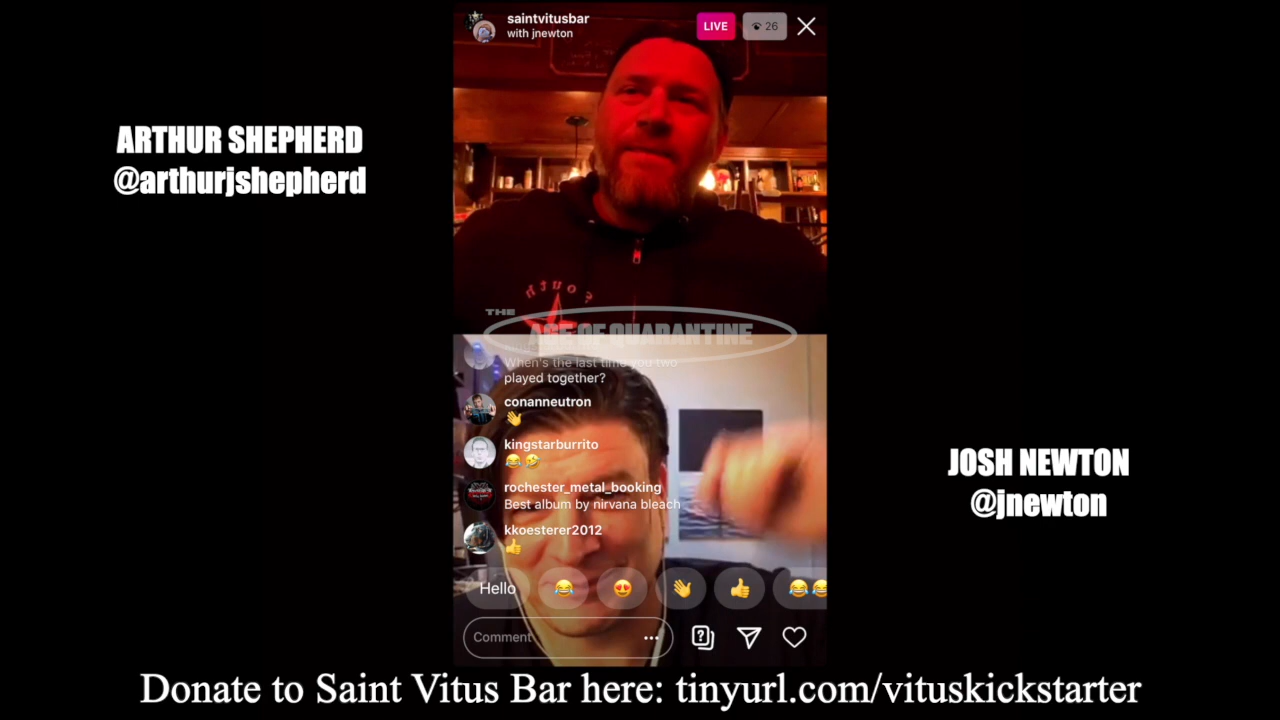 saintvitusbar
with jnewton
LIVE
26
ARTHUR SHEPHERD
@arthurjshepherd
THE
AGE OF QUARANTINE
When's the last time you two
played together?
conanneutron
kingstarburrito
rochester_metal_booking
Best album by nirvana bleach
kkoesterer2012
Hello
Comment
JOSH NEWTON
@jnewton
Donate to Saint Vitus Bar here: tinyurl.com/vituskickstarter